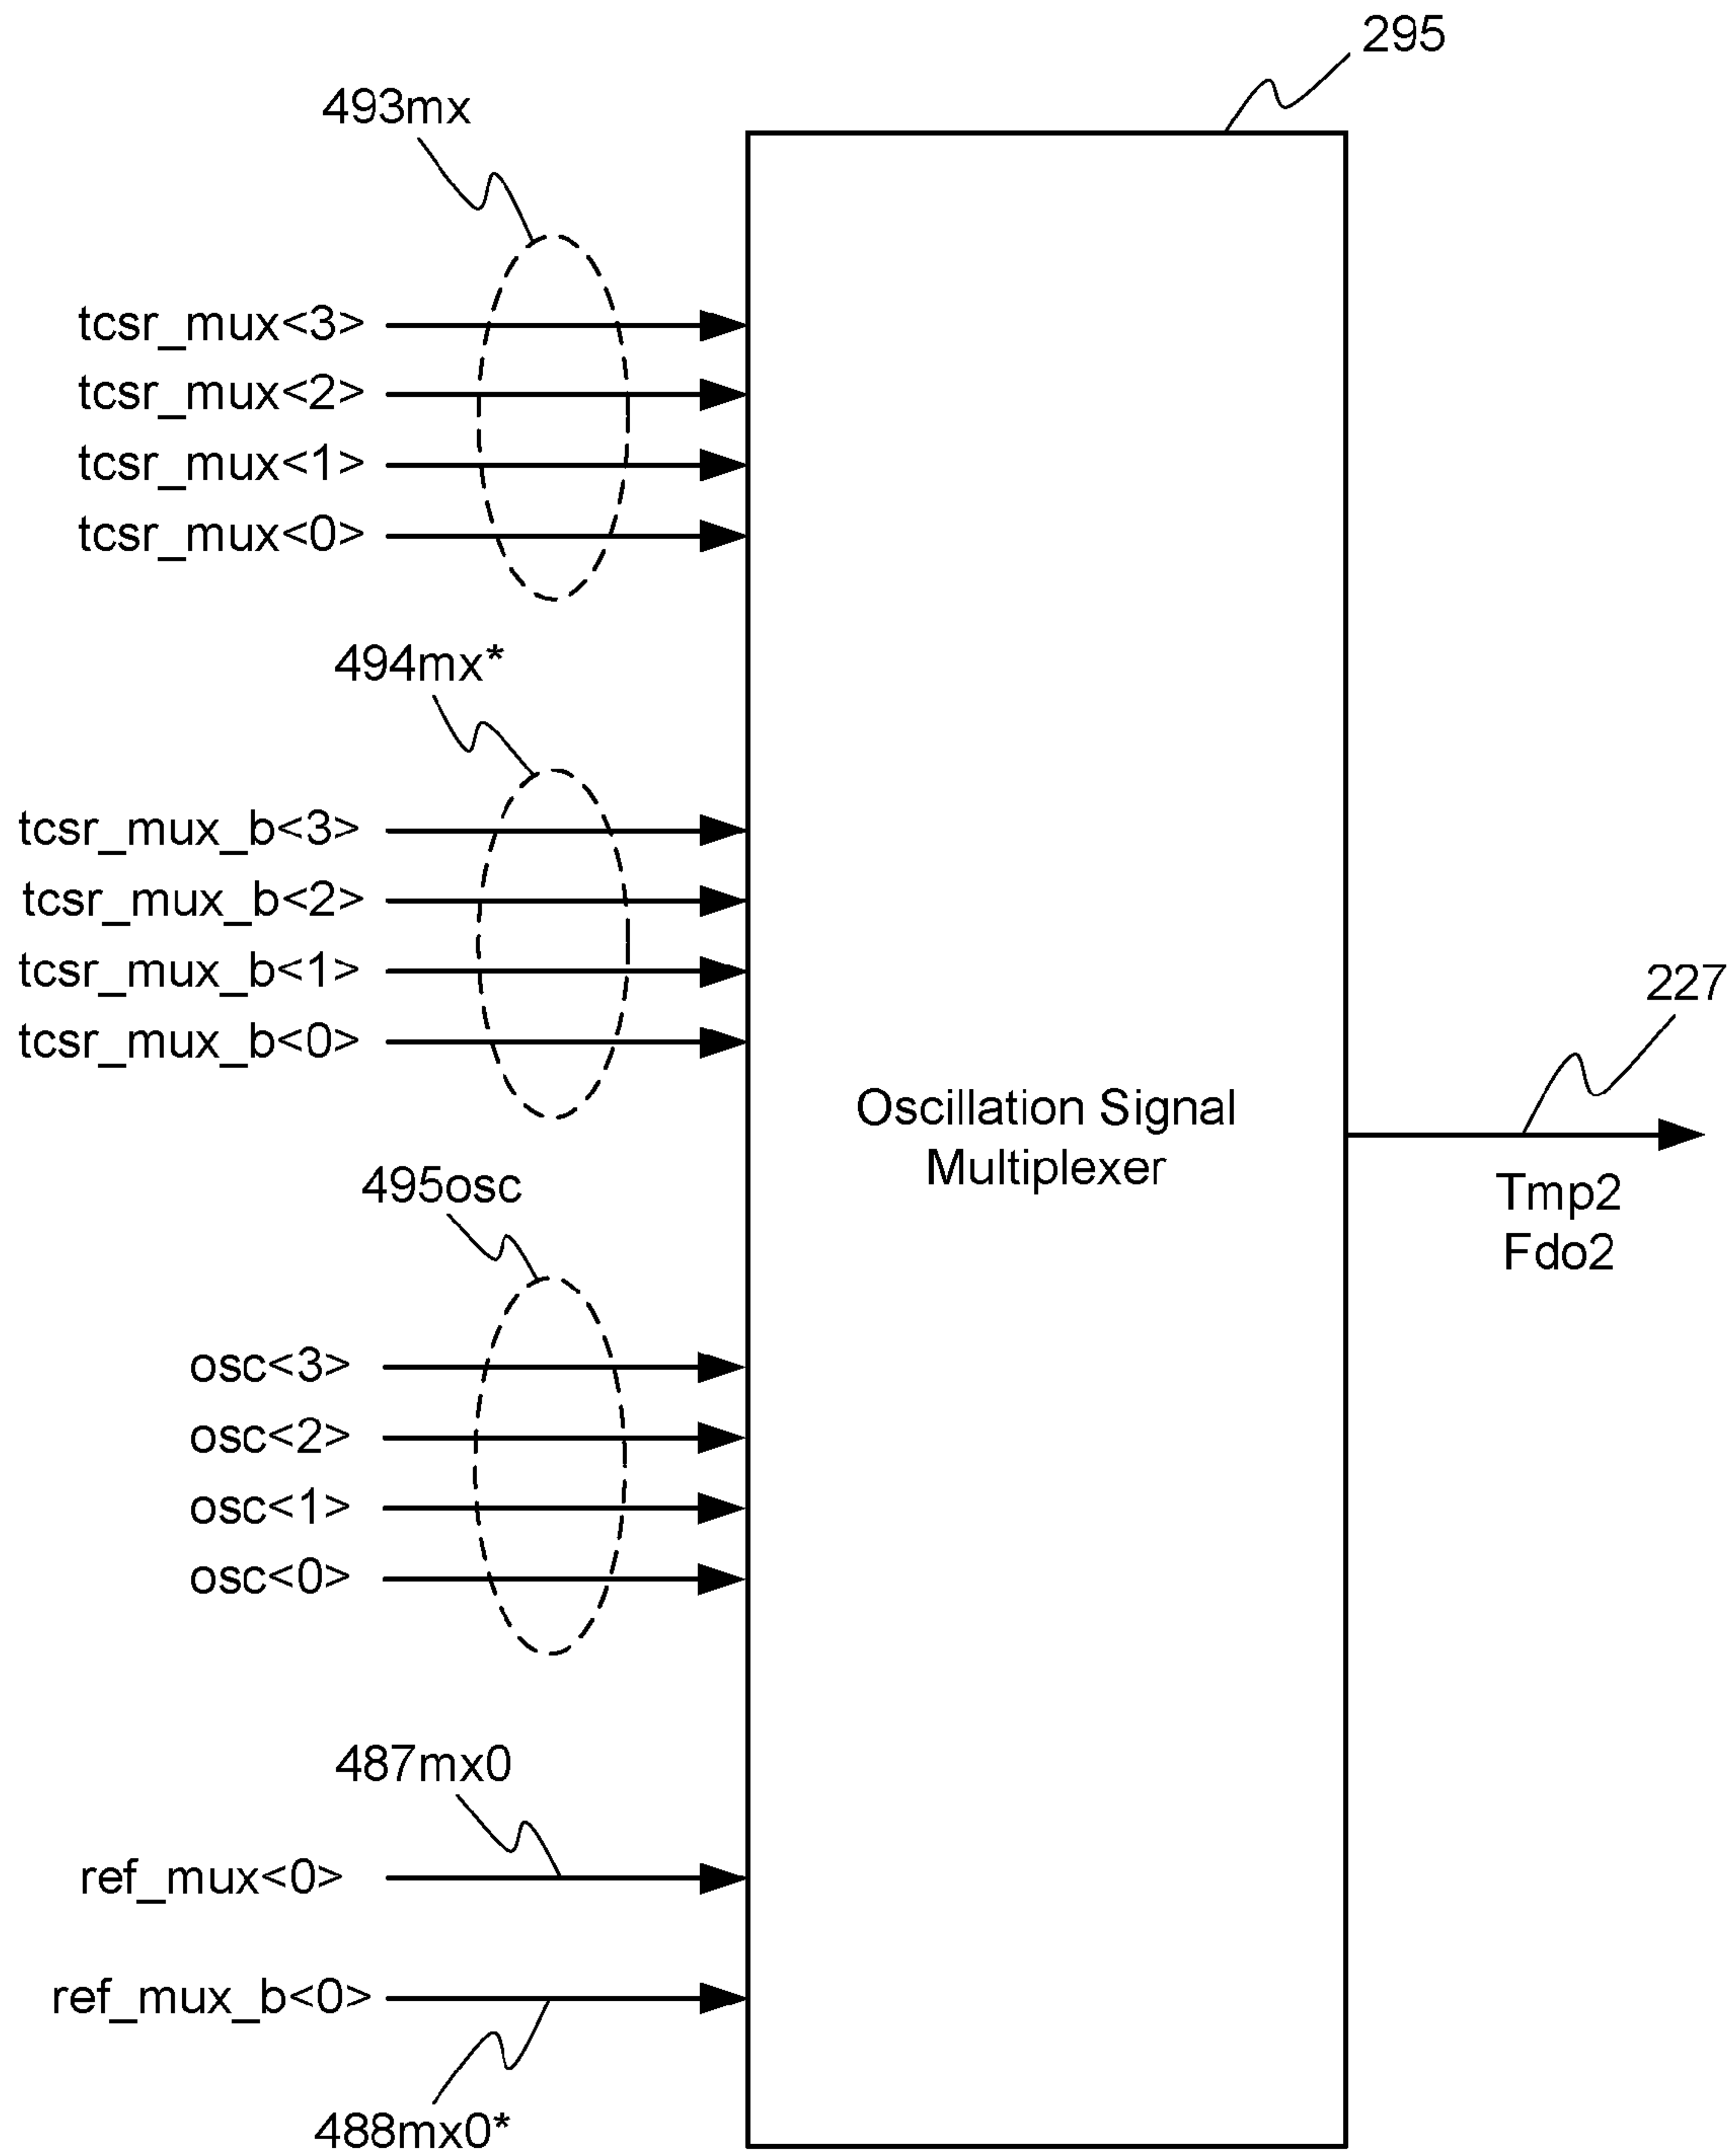 295
493mx
tcsr_mux<3>
tcsr_mux<2>
tcsr_mux<1>
tcsr_mux<0>
494mx*
tcsr_mux_b<3>
tcsr_mux_b<2>
tcsr_mux_b<1>
tcsr_mux_b<0>
227
Oscillation Signal
Multiplexer
Tmp2
Fdo2
495osc
osc<3>
osc<2>
osc<1>
osc<0>
487mx0
ref_mux<0>
ref_mux_b<0>
488mx0*